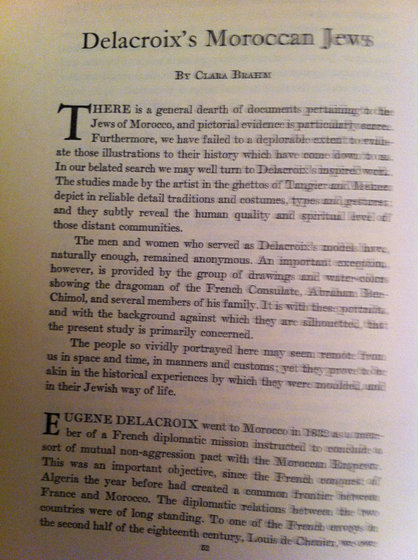 Delacroix's Moroccan Jews
By Clara Brahm
THERE is a general dearth of documents pertaining to the
Jews of Morocco, and pictorial evidence is particularly scarce.
Furthermore, we have failed to a deplorable extent to evalu-
ate those illustrations to their history which have come down to us.
In our belated search we may well turn to Delacroix's inspired work.
The studies made by the artist in the ghettos of Tangier and Meknes
depict in reliable detail traditions and costumes, types and gestures,
and they subtly reveal the human quality and spiritual level of
those distant communities.
The men and women who served as Delacroix's models have,
naturally enough, remained anonymous. An important exception,
however, is provided by the group of drawings and water-colors
showing the dragoman of the French Consulate, Abraham Ben-
Chimol, and several members of his family. It is with these portraits,
and with the background against which they are silhouetted, that
the present study is primarily concerned.
The people so vividly portrayed here may seem remote from
us in space and time, in manners and customs; yet they prove to be
akin in the historical experiences by which they were moulded and
in their Jewish way of life.
EUGENE DELACROIX went to Morocco in 1832 as a mem-
ber of a French diplomatic mission instructed to conclude a
sort of mutual non-aggression pact with the Moroccan Emperor.
This was an important objective, since the French conquest of
Algeria the year before had created a common frontier between
France and Morocco. The diplomatic relations between the two
countries were of long standing. To one of the French envoys in
the second half of the eighteenth century, Louis de Chenier, we owe
52